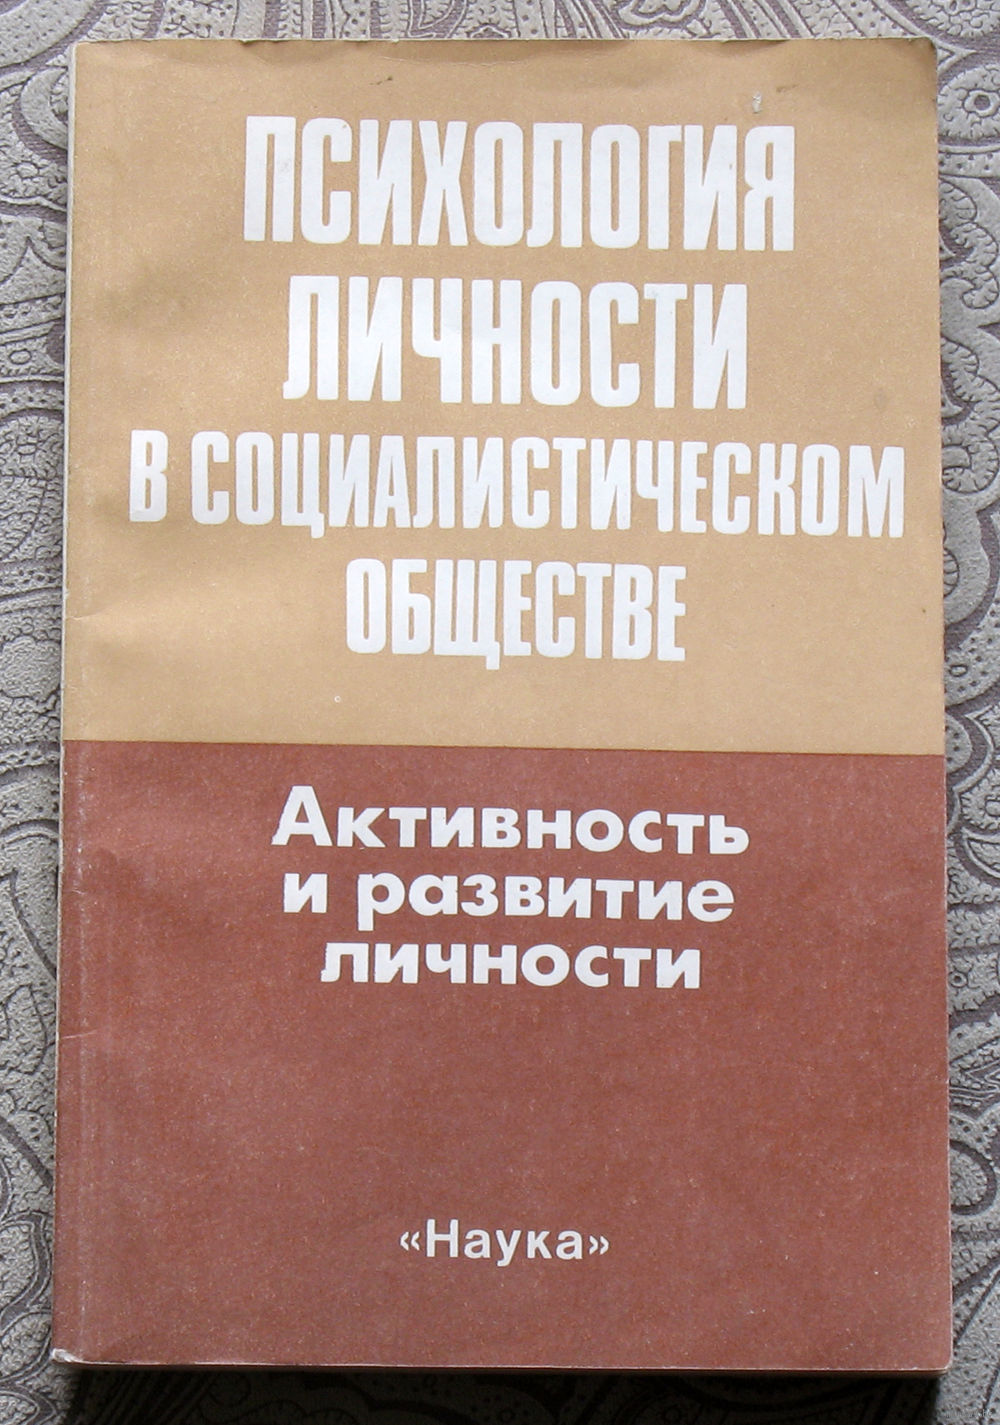 ПСИХОЛОГИЯ
ЛИЧНОСТИ
В СОЦИАЛИСТИЧЕСКОМ
ОБЩЕСТВЕ
Активность
и развитие
личности
«Наука»